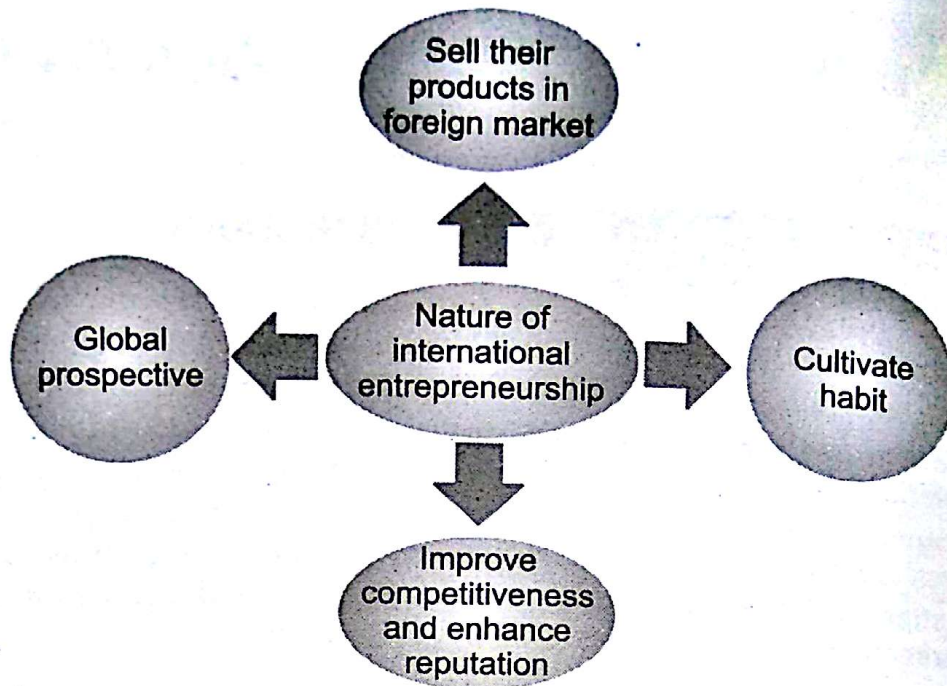 Sell their
products in
foreign market
Global
prospective
Nature of
international
entrepreneurship
Cultivate
habit
Improve
competitiveness
and enhance
reputation